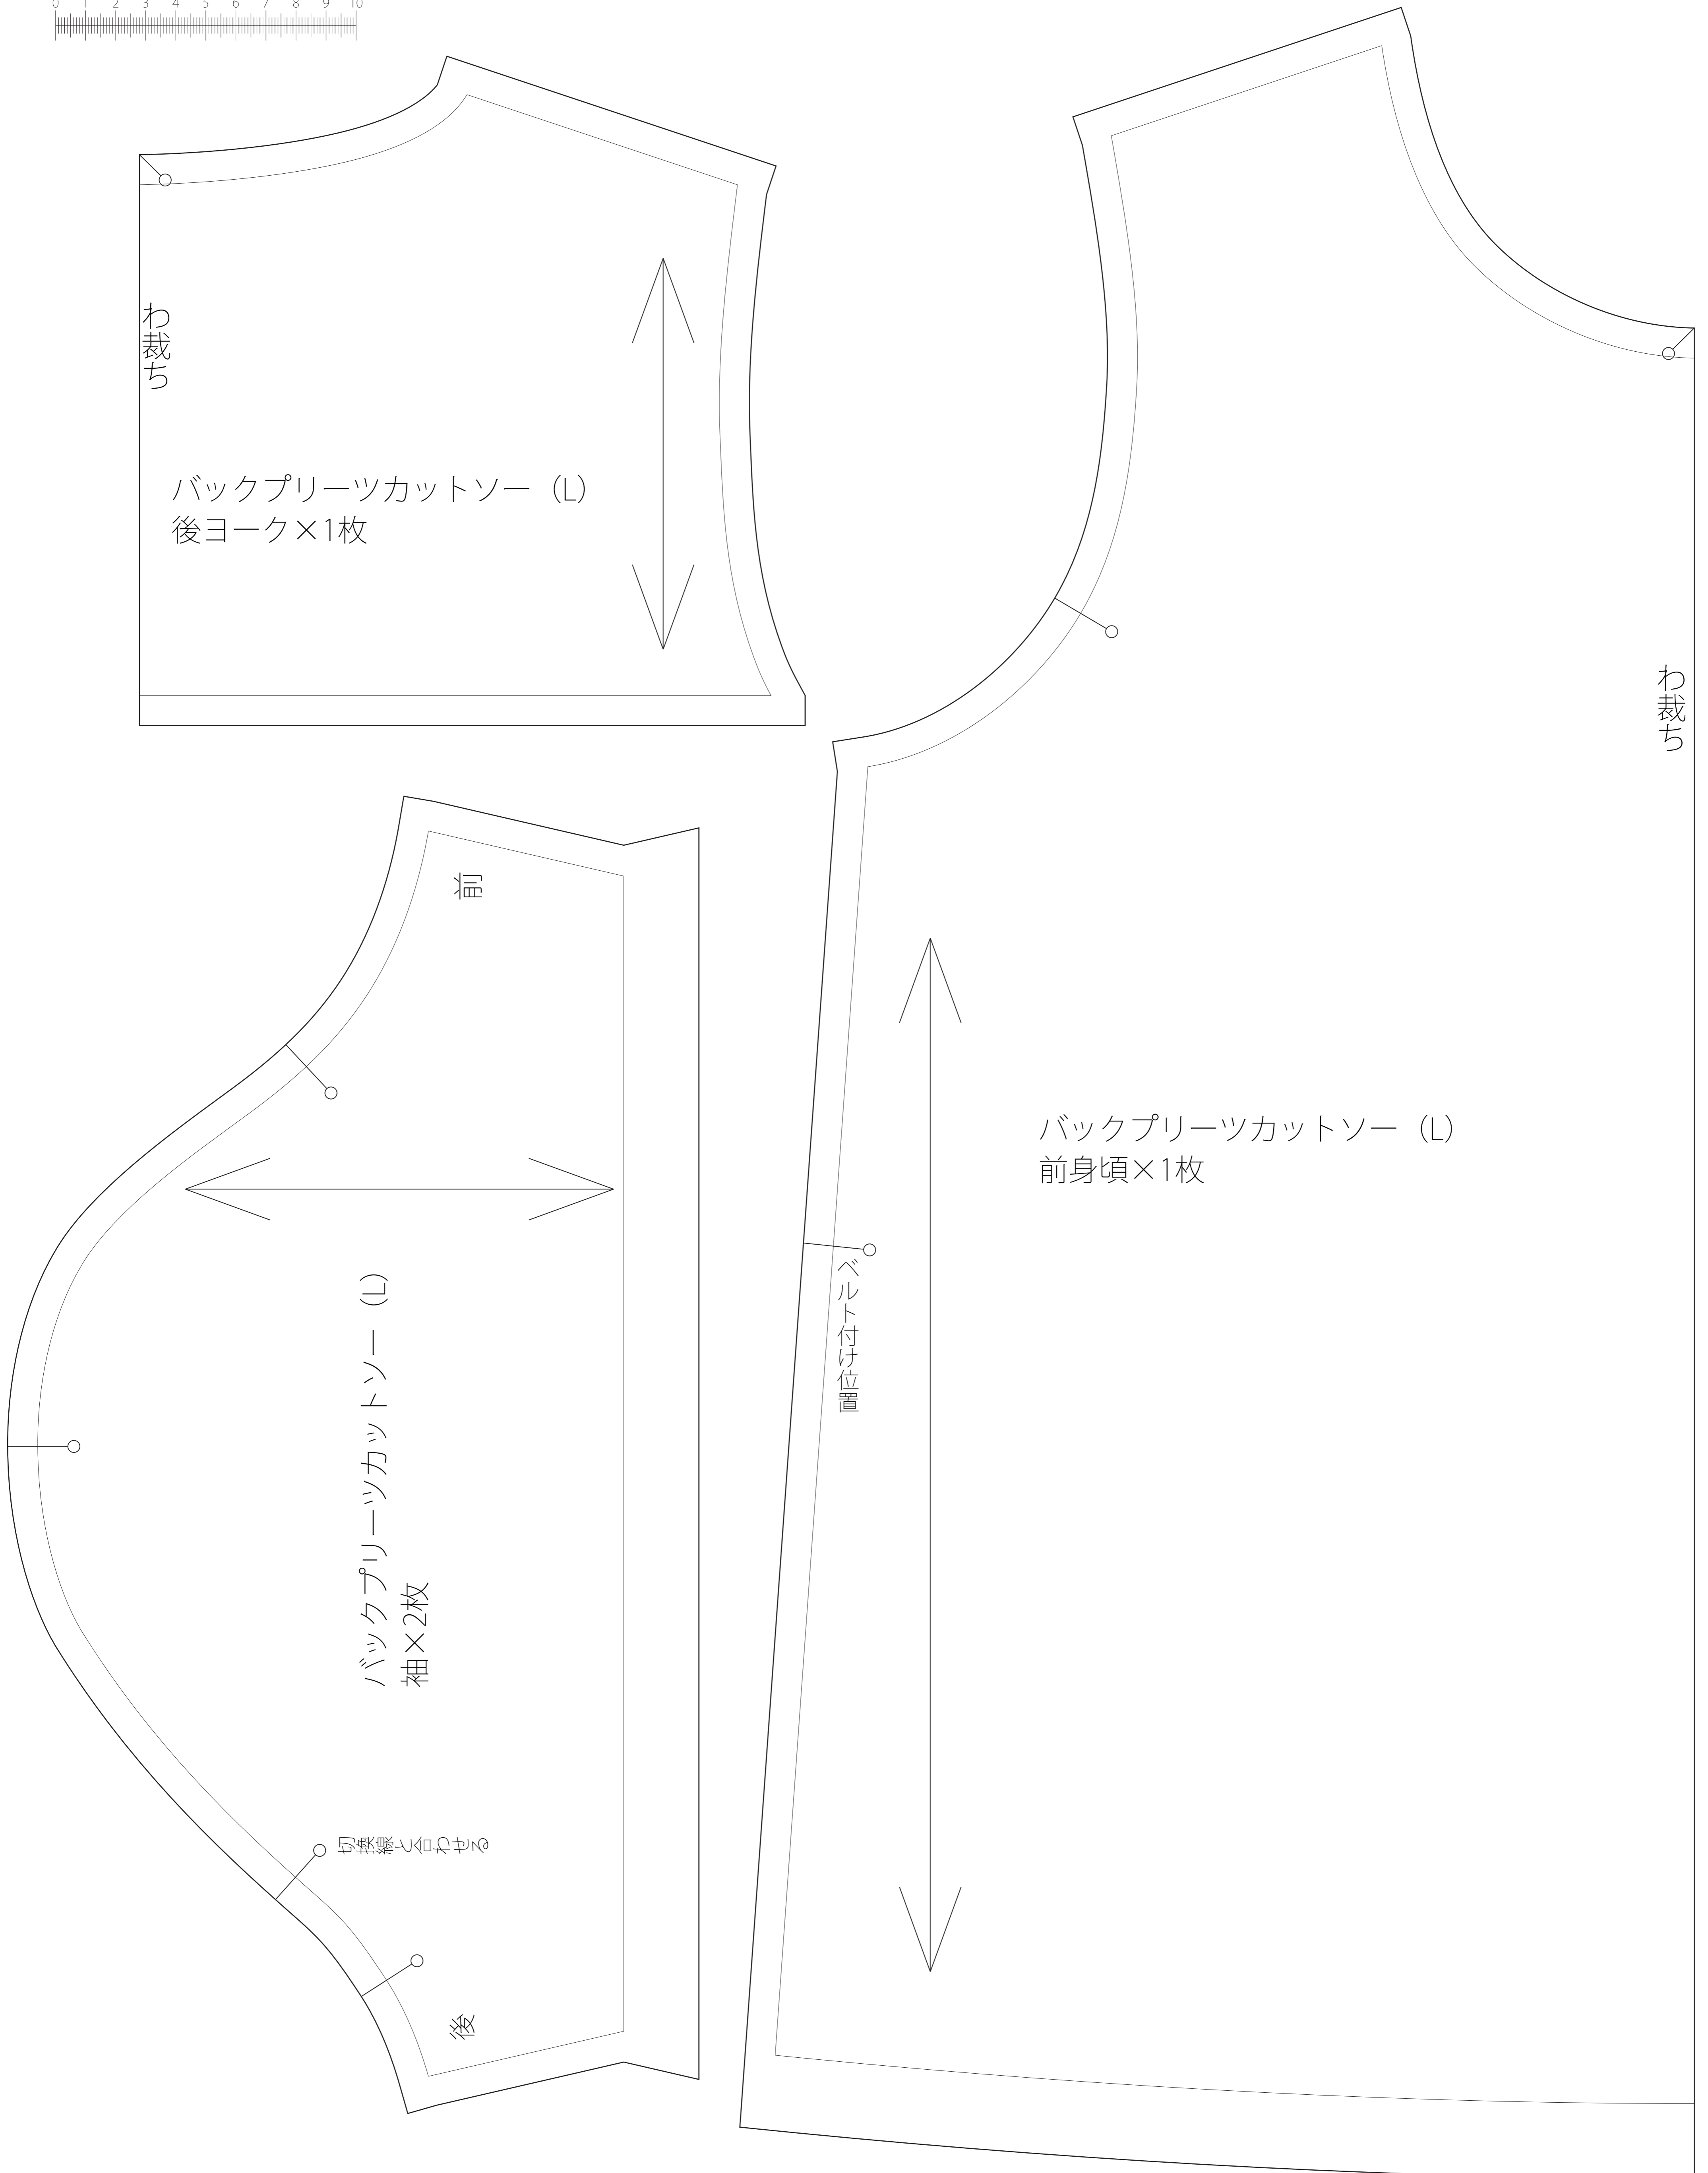 0 1 2 3 4 5 6 7 8 9 10
わ裁ち
バックプリーツカットソー（L）
後ヨーク×1枚
わ裁ち
前
バックプリーツカットソー（L）
前身頃×1枚
ベルト付け位置
バックプリーツカットソー（L）
袖×2枚
切換線と合わせる
後